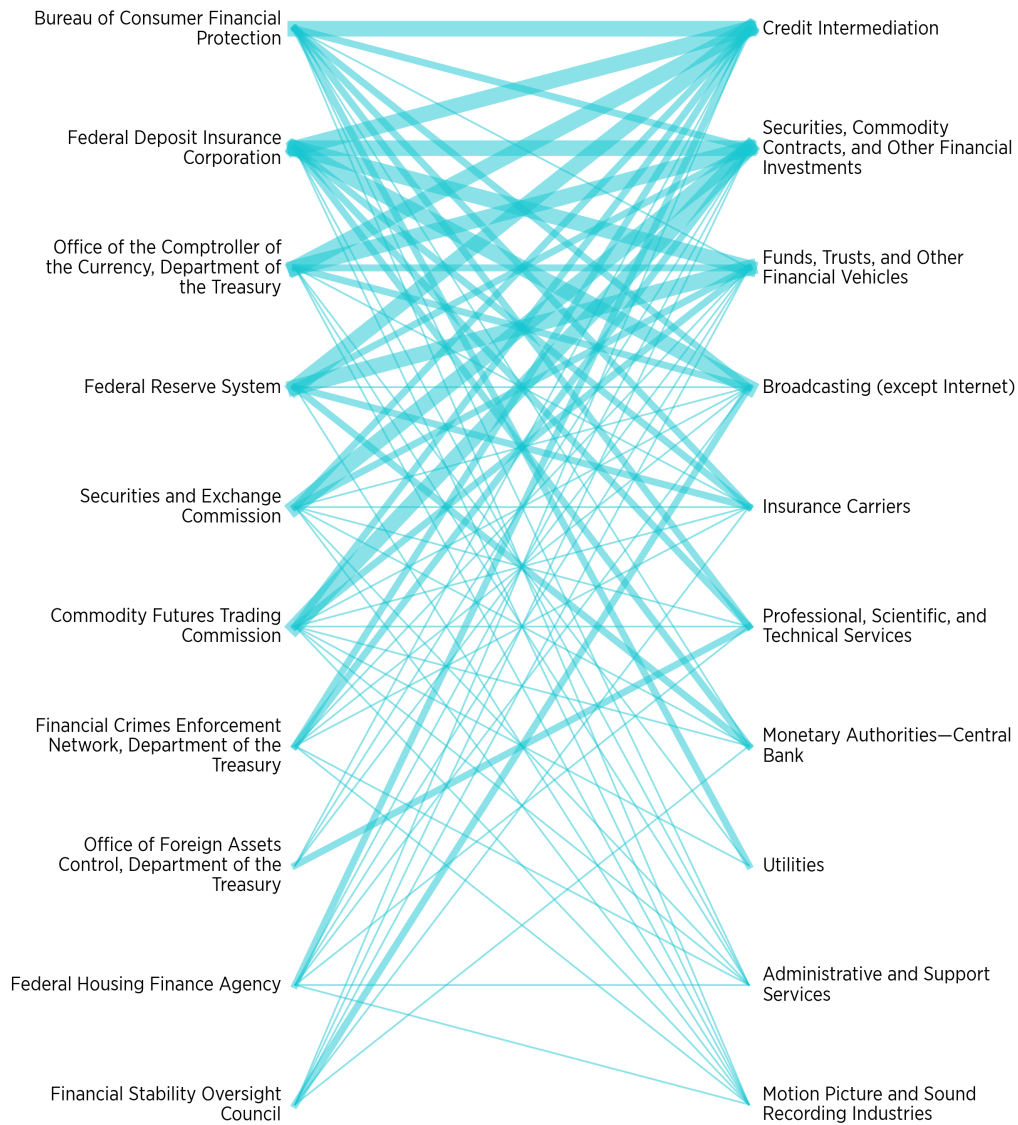 Bureau of Consumer Financial
Protection
Federal Deposit Insurance
Corporation
Office of the Comptroller of
the Currency, Department of
the Treasury
Federal Reserve System
Securities and Exchange
Commission
Commodity Futures Trading
Commission
Financial Crimes Enforcement
Network, Department of the
Treasury
Office of Foreign Assets
Control, Department of the
Treasury
Federal Housing Finance Agency
Financial Stability Oversight
Council
Credit Intermediation
Securities, Commodity
Contracts, and Other Financial
Investments
Funds, Trusts, and Other
Financial Vehicles
Broadcasting (except Internet)
Insurance Carriers
Professional, Scientific, and
Technical Services
Monetary Authorities—Central
Bank
Utilities
Administrative and Support
Services
Motion Picture and Sound
Recording Industries